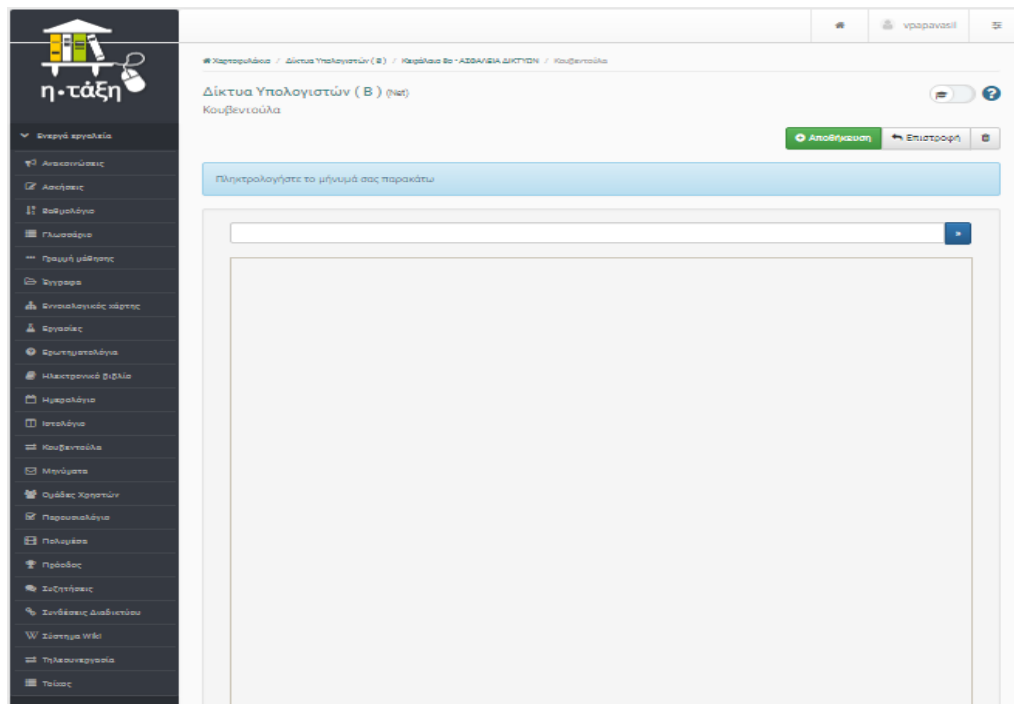 η·τάξη
vpapavasil
Χαρτοφυλάκιο / Δίκτυα Υπολογιστών ( Β ) / Κεφάλαιο 8ο - ΑΣΦΑΛΕΙΑ ΔΙΚΤΥΩΝ / Κουβεντούλα
Δίκτυα Υπολογιστών ( Β ) (Net)
Κουβεντούλα
Αποθήκευση Επιστροφή
Πληκτρολογήστε το μήνυμά σας παρακάτω
»
Ενεργά εργαλεία
Ανακοινώσεις
Ασκήσεις
Βαθμολόγιο
Γλωσσάριο
Γραμμή μάθησης
Έγγραφα
Εννοιολογικός χάρτης
Εργασίες
Ερωτηματολόγια
Ηλεκτρονικό βιβλίο
Ημερολόγιο
Ιστολόγιο
Κουβεντούλα
Μηνύματα
Ομάδες Χρηστών
Παρουσιολόγιο
Πολυμέσα
Πρόοδος
Συζητήσεις
Συνδέσεις Διαδικτύου
Σύστημα Wiki
Τηλεσυνεργασία
Τοίχος